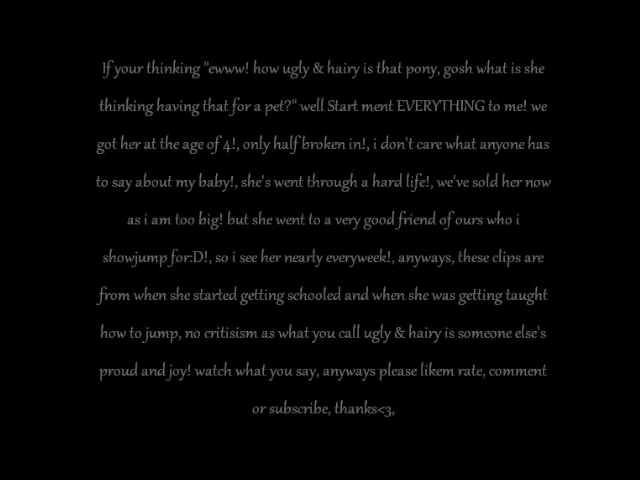 If your thinking "ewww! how ugly & hairy is that pony, gosh what is she
thinking having that for a pet?" well Start ment EVERYTHING to me! we
got her at the age of 4!, only half broken in!, i don't care what anyone has
to say about my baby!, she's went through a hard life!, we've sold her now
as i am too big! but she went to a very good friend of ours who i
showjump for:D!, so i see her nearly everyweek!, anyways, these clips are
from when she started getting schooled and when she was getting taught
how to jump, no critisism as what you call ugly & hairy is someone else's
proud and joy! watch what you say, anyways please likem rate, comment
or subscribe, thanks<3,